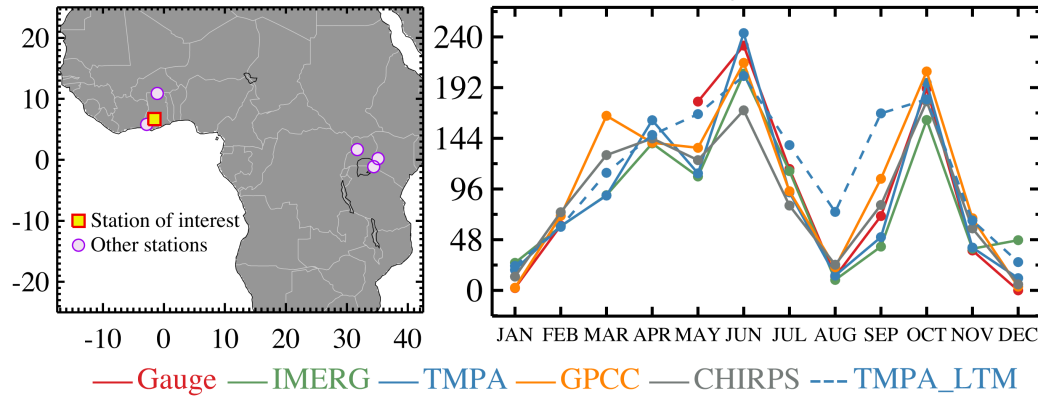 20
10
0
-10
-20
-10 0 10 20 30 40
Station of interest
Other stations
240
192
144
96
48
0
JAN FEB MAR APR MAY JUN JUL AUG SEP OCT NOV DEC
Gauge IMERG TMPA GPCC CHIRPS TMPA_LTM